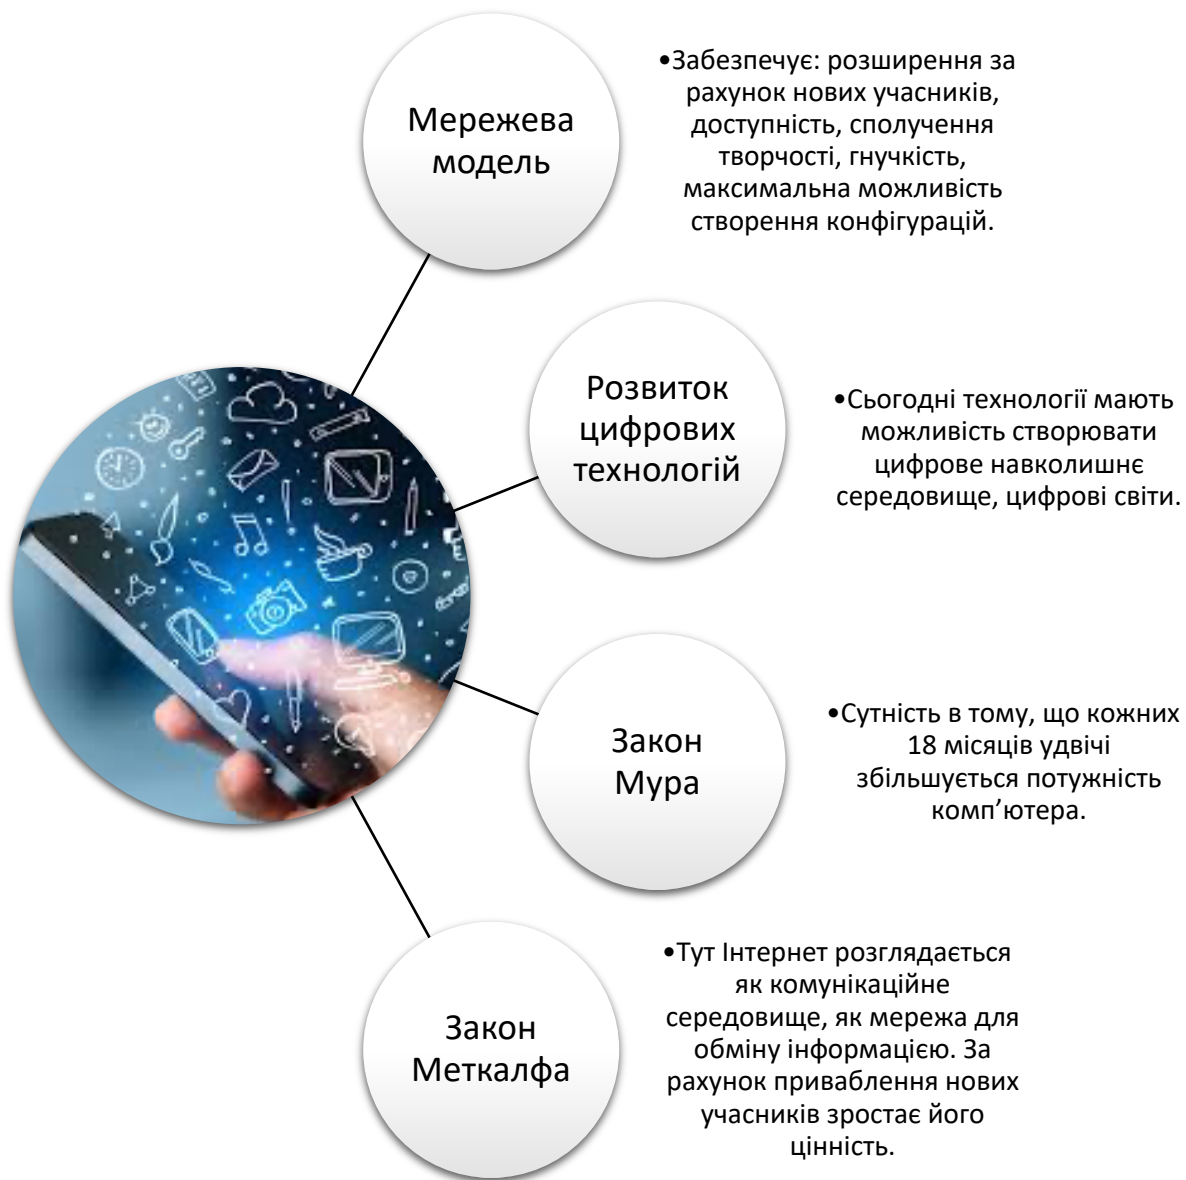 Мережева
модель
•Забезпечує: розширення за
рахунок нових учасників,
доступність, сполучення
творчості, гнучкість,
максимальна можливість
створення конфігурацій.
Розвиток
цифрових
технологій
•Сьогодні технології мають
можливість створювати
цифрове навколишнє
середовище, цифрові світи.
Закон
Мура
•Сутність в тому, що кожних
18 місяців удвічі
збільшується потужність
комп’ютера.
Закон
Меткалфа
•Тут Інтернет розглядається
як комунікаційне
середовище, як мережа для
обміну інформацією. За
рахунок приваблення нових
учасників зростає його
цінність.